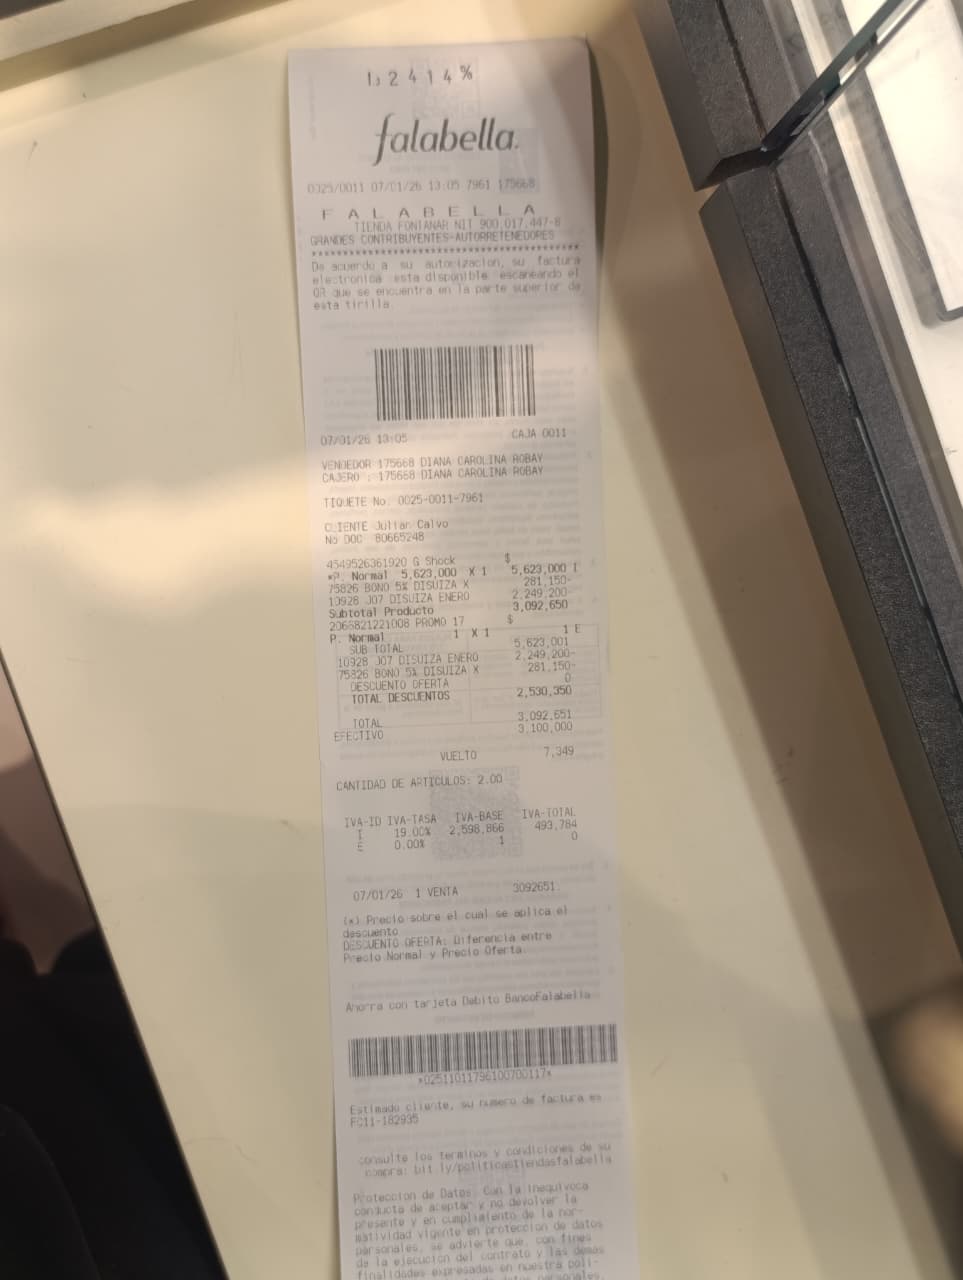 2414%
falabella.
0025/0011 07/01/26 13:05 7961 175668
F A L A B E L L A
TIENDA FONTANAR NIT 900.017.447-8
GRANDES CONTRIBUYENTES-AUTORRETENEDORES
De acuerdo a su autorizacion, su factura
electronica esta disponible escaneando el
QR que se encuentra en la parte superior de
esta tirilla.
07/01/26 13:05 CAJA 0011
VENDEDOR 175668 DIANA CAROLINA ROBAY
CAJERO : 175668 DIANA CAROLINA ROBAY
TIQUETE No. 0025-0011-7961
CLIENTE Julian Calvo
No DOC 80665248
4549526361920 G Shock $
*P. Normal 5,623,000 X 1 5,623,000 I
75826 BONO 5% DISUIZA X 281,150-
10928 J07 DISUIZA ENERO 2,249,200-
Subtotal Producto 3,092,650
2066821221008 PROMO 17 $
P. Normal 1 X 1 1 E
SUB TOTAL 5,623,001
10928 J07 DISUIZA ENERO 2,249,200-
75826 BONO 5% DISUIZA X 281,150-
DESCUENTO OFERTA 0
TOTAL DESCUENTOS 2,530,350
TOTAL 3,092,651
EFECTIVO 3,100,000
VUELTO 7,349
CANTIDAD DE ARTICULOS: 2.00
IVA-ID IVA-TASA IVA-BASE IVA-TOTAL
I 19.00% 2,598,866 493,784
E 0.00% 1 0
07/01/26 1 VENTA 3092651
(*) Precio sobre el cual se aplica el
descuento
DESCUENTO OFERTA: Diferencia entre
Precio Normal y Precio Oferta.
Ahorra con tarjeta Debito BancoFalabella
*02511011796100700117*
Estimado cliente, su numero de factura es
FC11-182935
consulte los terminos y condiciones de su
compra: bit.ly/politicastiendasfalabella
Proteccion de Datos: Con la inequivoca
conducta de aceptar y no devolver la
presente y en cumplimiento de la nor-
matividad vigente en proteccion de datos
personales, se advierte que, con fines
de la ejecucion del contrato y las demas
finalidades expresadas en nuestra poli-
datos personales,